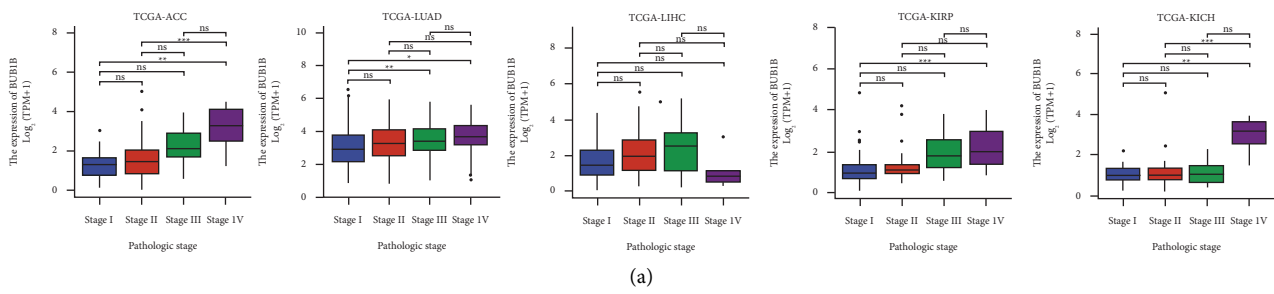 TCGA-ACC
The expression of BUB1B
Log2 (TPM+1)
8
6
4
2
0
ns
***
ns
**
ns
ns
Stage I Stage II Stage III Stage 1V
Pathologic stage
TCGA-LUAD
The expression of BUB1B
Log2 (TPM+1)
10
8
6
4
2
0
ns
ns
ns
*
**
ns
Stage I Stage II Stage III Stage 1V
Pathologic stage
TCGA-LIHC
The expression of BUB1B
Log2 (TPM+1)
8
6
4
2
0
ns
ns
ns
ns
ns
ns
Stage I Stage II Stage III Stage 1V
Pathologic stage
TCGA-KIRP
The expression of BUB1B
Log2 (TPM+1)
8
6
4
2
0
ns
ns
ns
***
ns
ns
Stage I Stage II Stage III Stage 1V
Pathologic stage
TCGA-KICH
The expression of BUB1B
Log2 (TPM+1)
8
6
4
2
0
ns
***
ns
**
ns
ns
Stage I Stage II Stage III Stage 1V
Pathologic stage
(a)